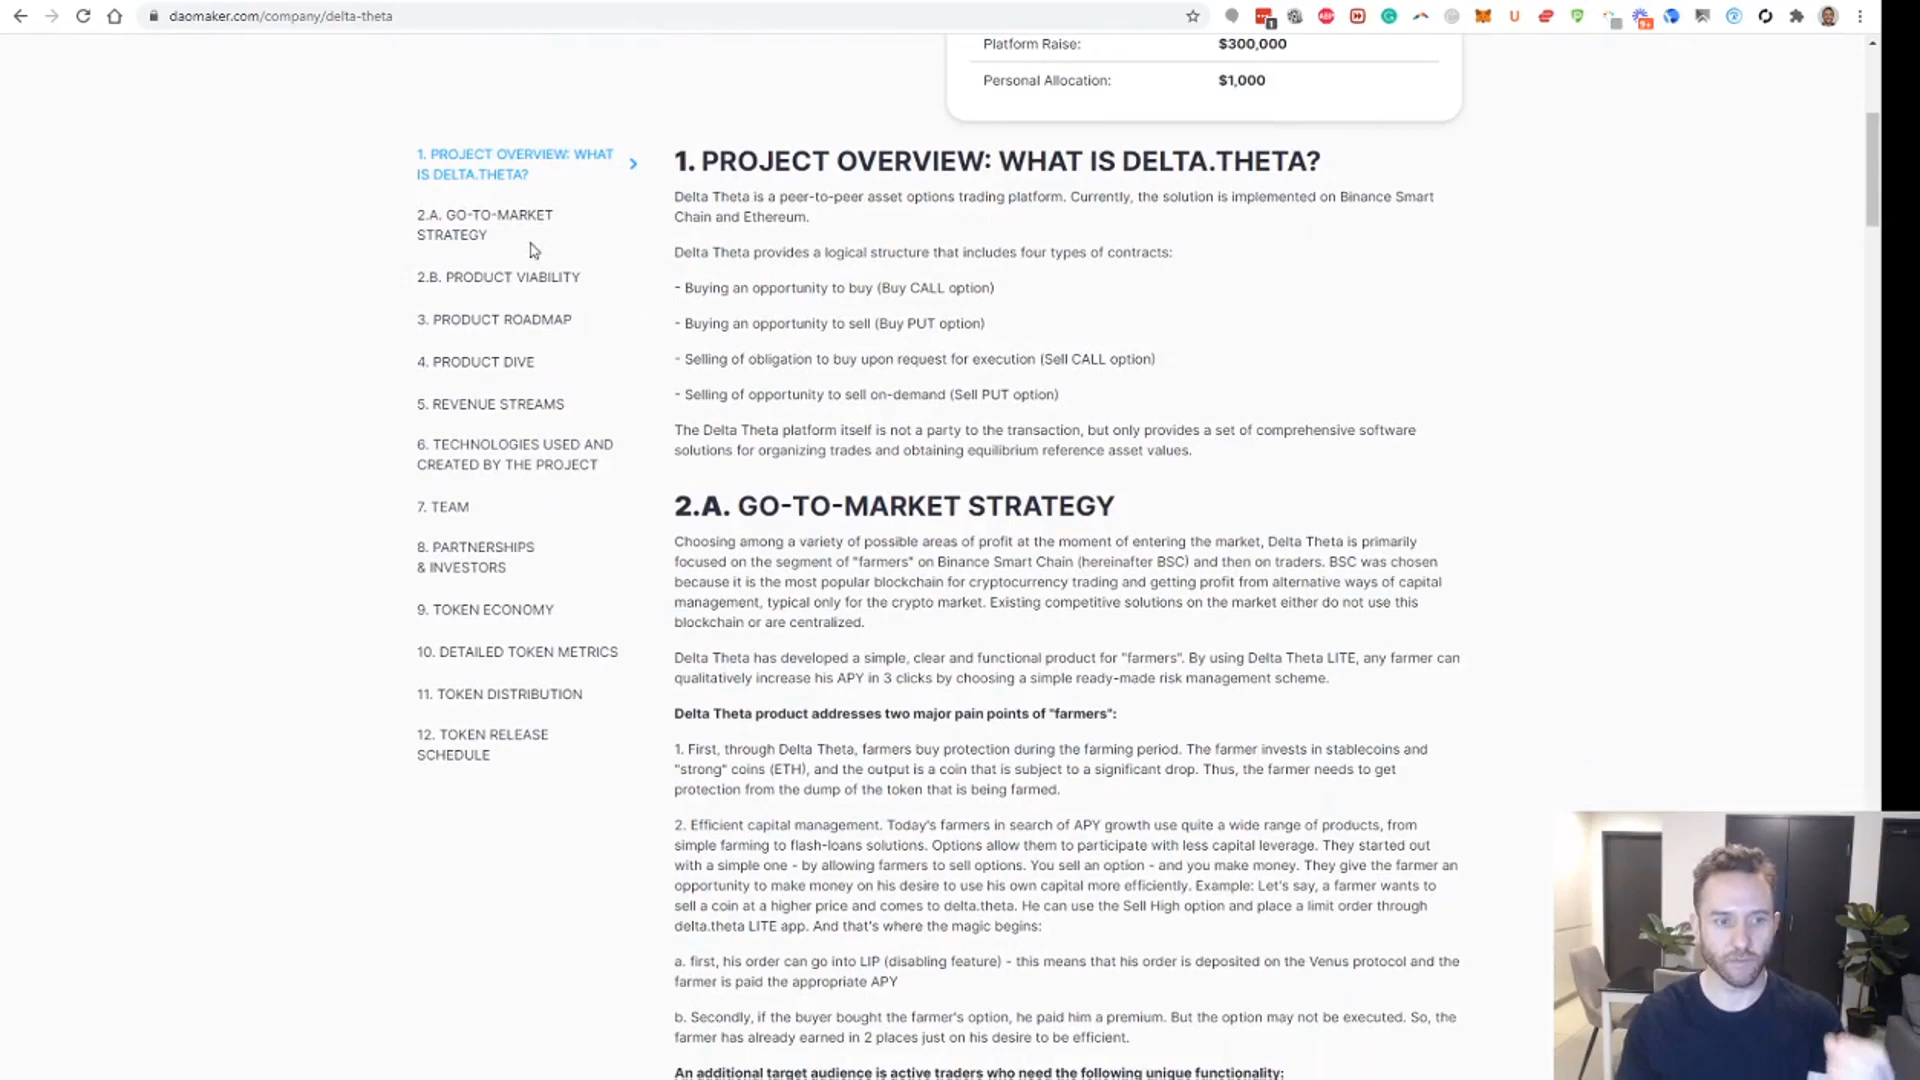 daomaker.com/company/delta-theta
Platform Raise: $300,000
Personal Allocation: $1,000
1. PROJECT OVERVIEW: WHAT
IS DELTA.THETA?
2.A. GO-TO-MARKET
STRATEGY
2.B. PRODUCT VIABILITY
3. PRODUCT ROADMAP
4. PRODUCT DIVE
5. REVENUE STREAMS
6. TECHNOLOGIES USED AND
CREATED BY THE PROJECT
7. TEAM
8. PARTNERSHIPS
& INVESTORS
9. TOKEN ECONOMY
10. DETAILED TOKEN METRICS
11. TOKEN DISTRIBUTION
12. TOKEN RELEASE
SCHEDULE
1. PROJECT OVERVIEW: WHAT IS DELTA.THETA?
Delta Theta is a peer-to-peer asset options trading platform. Currently, the solution is implemented on Binance Smart
Chain and Ethereum.
Delta Theta provides a logical structure that includes four types of contracts:
- Buying an opportunity to buy (Buy CALL option)
- Buying an opportunity to sell (Buy PUT option)
- Selling of obligation to buy upon request for execution (Sell CALL option)
- Selling of opportunity to sell on-demand (Sell PUT option)
The Delta Theta platform itself is not a party to the transaction, but only provides a set of comprehensive software
solutions for organizing trades and obtaining equilibrium reference asset values.
2.A. GO-TO-MARKET STRATEGY
Choosing among a variety of possible areas of profit at the moment of entering the market, Delta Theta is primarily
focused on the segment of "farmers" on Binance Smart Chain (hereinafter BSC) and then on traders. BSC was chosen
because it is the most popular blockchain for cryptocurrency trading and getting profit from alternative ways of capital
management, typical only for the crypto market. Existing competitive solutions on the market either do not use this
blockchain or are centralized.
Delta Theta has developed a simple, clear and functional product for "farmers". By using Delta Theta LITE, any farmer can
qualitatively increase his APY in 3 clicks by choosing a simple ready-made risk management scheme.
Delta Theta product addresses two major pain points of "farmers":
1. First, through Delta Theta, farmers buy protection during the farming period. The farmer invests in stablecoins and
"strong" coins (ETH), and the output is a coin that is subject to a significant drop. Thus, the farmer needs to get
protection from the dump of the token that is being farmed.
2. Efficient capital management. Today's farmers in search of APY growth use quite a wide range of products, from
simple farming to flash-loans solutions. Options allow them to participate with less capital leverage. They started out
with a simple one - by allowing farmers to sell options. You sell an option - and you make money. They give the farmer an
opportunity to make money on his desire to use his own capital more efficiently. Example: Let's say, a farmer wants to
sell a coin at a higher price and comes to delta.theta. He can use the Sell High option and place a limit order through
delta.theta LITE app. And that's where the magic begins:
a. first, his order can go into LIP (disabling feature) - this means that his order is deposited on the Venus protocol and the
farmer is paid the appropriate APY
b. Secondly, if the buyer bought the farmer's option, he paid him a premium. But the option may not be executed. So, the
farmer has already earned in 2 places just on his desire to be efficient.
An additional target audience is active traders who need the following unique functionality: